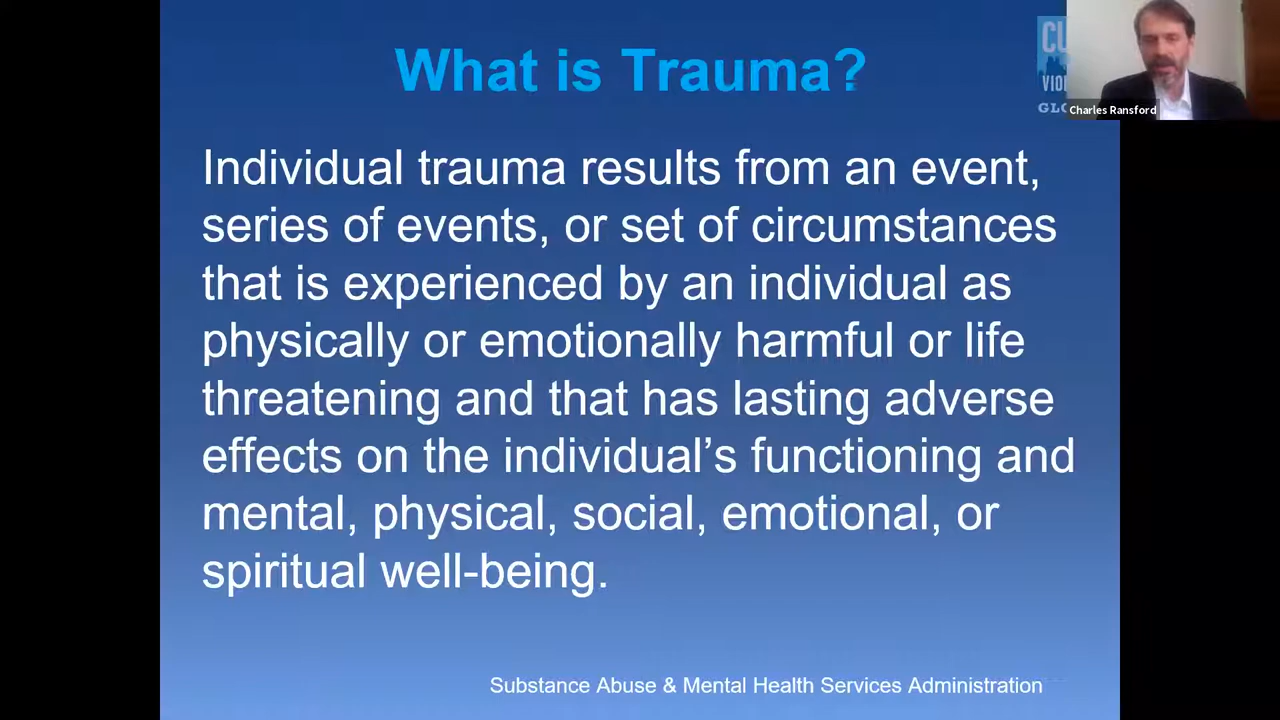 What is Trauma?
Individual trauma results from an event,
series of events, or set of circumstances
that is experienced by an individual as
physically or emotionally harmful or life
threatening and that has lasting adverse
effects on the individual’s functioning and
mental, physical, social, emotional, or
spiritual well-being.
Substance Abuse & Mental Health Services Administration
Charles Ransford